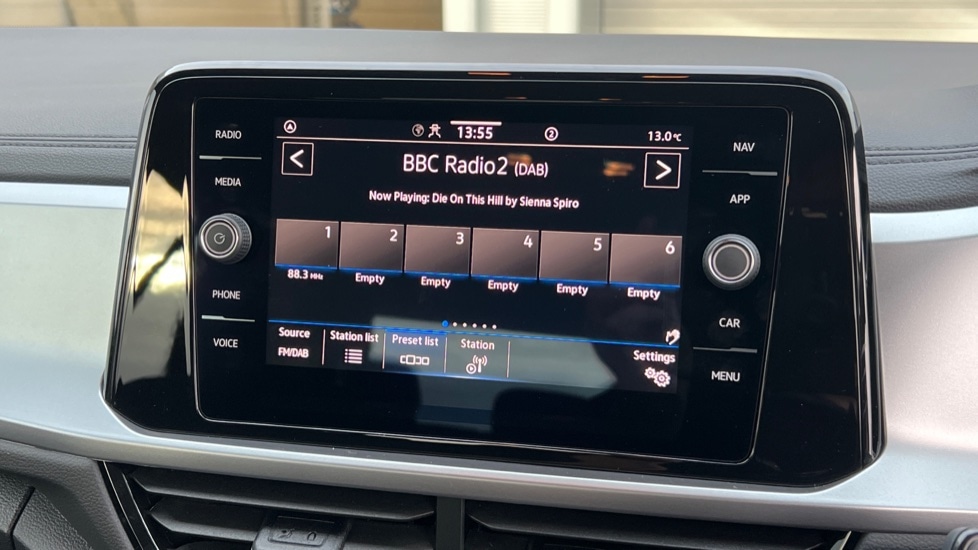 RADIO
MEDIA
PHONE
VOICE
13:55
2
13.0°C
<
BBC Radio2 (DAB)
>
Now Playing: Die On This Hill by Sienna Spiro
1 2 3 4 5 6
88.3 MHz Empty Empty Empty Empty Empty
Source Station list Preset list Station Settings
FM/DAB
NAV
APP
CAR
MENU